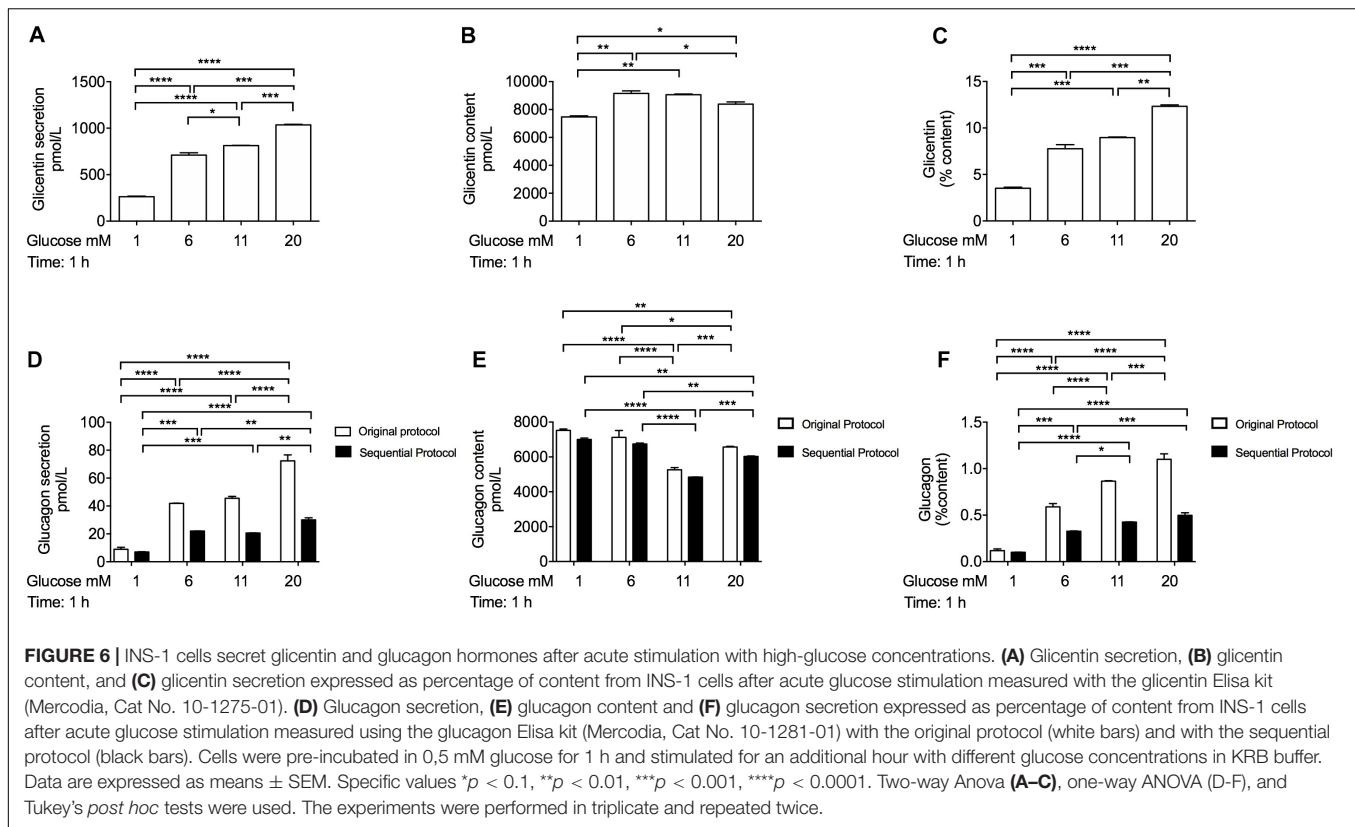 A
****
**** ***
**** ***
*
Glicentin secretion
pmol/L
1500
1000
500
0
Glucose mM 1 6 11 20
Time: 1 h
B
*
** *
**
Glicentin content
pmol/L
10000
8000
6000
4000
2000
0
Glucose mM 1 6 11 20
Time: 1 h
C
****
*** ***
*** **
Glicentin
(% content)
15
10
5
0
Glucose mM 1 6 11 20
Time: 1 h
D
****
**** ****
**** ****
****
*** **
*** **
Glucagon secretion
pmol/L
100
80
60
40
20
0
Glucose mM 1 6 11 20
Time: 1 h
Original protocol
Sequential Protocol
E
**
*
**** ***
****
**
**
**** ***
****
Glucagon content
pmol/L
8000
6000
4000
2000
0
Glucose mM 1 6 11 20
Time: 1 h
Original Protocol
Sequential Protocol
F
****
**** ****
**** ***
****
****
*** ***
****
*
Glucagon
(%content)
1.5
1.0
0.5
0.0
Glucose mM 1 6 11 20
Time: 1 h
Original Protocol
Sequential Protocol
FIGURE 6 | INS-1 cells secret glicentin and glucagon hormones after acute stimulation with high-glucose concentrations. (A) Glicentin secretion, (B) glicentin
content, and (C) glicentin secretion expressed as percentage of content from INS-1 cells after acute glucose stimulation measured with the glicentin Elisa kit
(Mercodia, Cat No. 10-1275-01). (D) Glucagon secretion, (E) glucagon content and (F) glucagon secretion expressed as percentage of content from INS-1 cells
after acute glucose stimulation measured using the glucagon Elisa kit (Mercodia, Cat No. 10-1281-01) with the original protocol (white bars) and with the sequential
protocol (black bars). Cells were pre-incubated in 0,5 mM glucose for 1 h and stimulated for an additional hour with different glucose concentrations in KRB buffer.
Data are expressed as means ± SEM. Specific values *p < 0.1, **p < 0.01, ***p < 0.001, ****p < 0.0001. Two-way Anova (A–C), one-way ANOVA (D-F), and
Tukey's post hoc tests were used. The experiments were performed in triplicate and repeated twice.